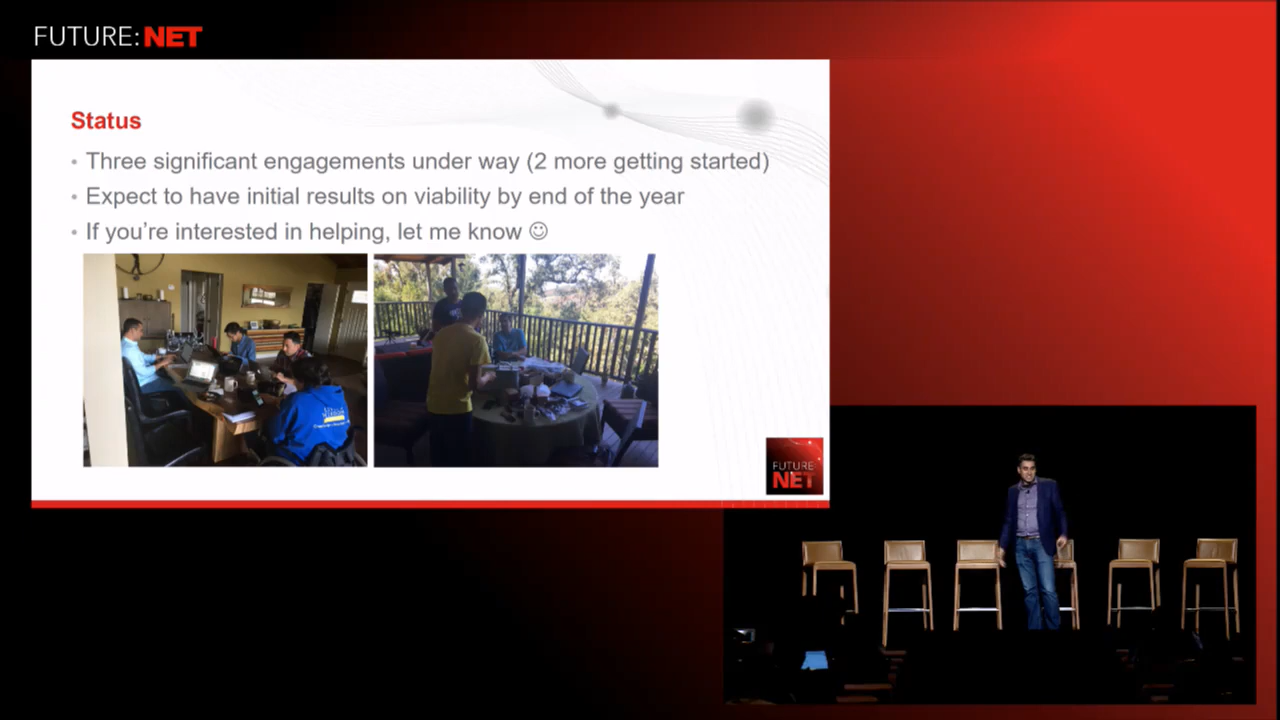 FUTURE:NET
Status
• Three significant engagements under way (2 more getting started)
• Expect to have initial results on viability by end of the year
• If you're interested in helping, let me know ☺
FUTURE:
NET